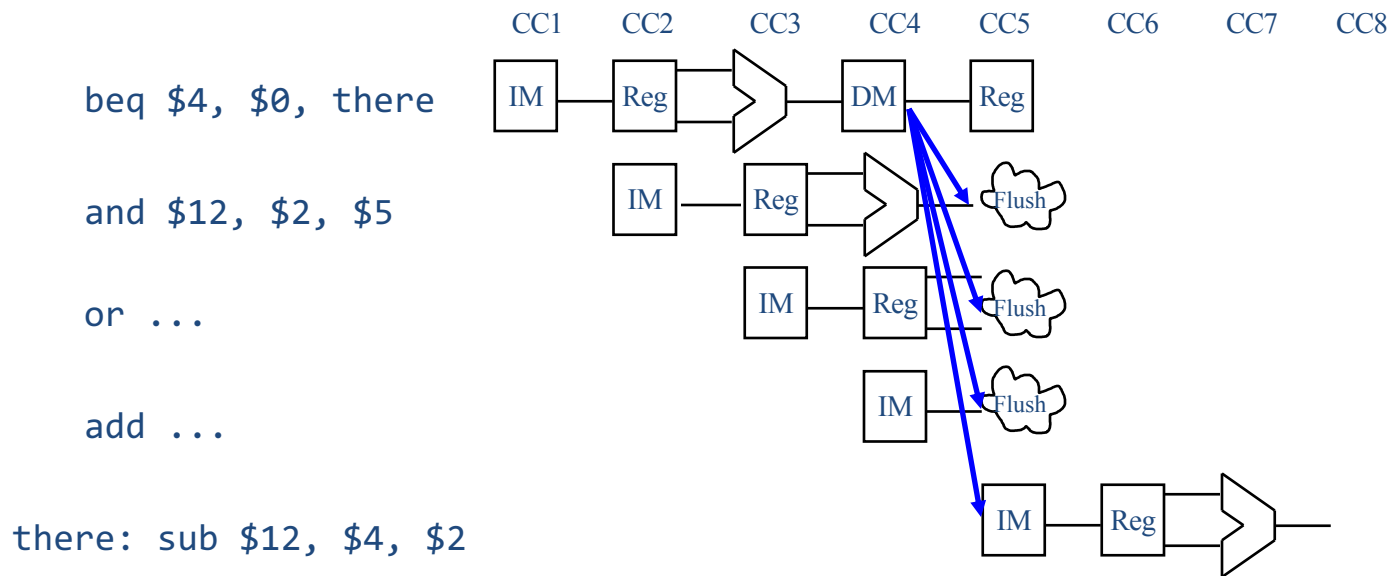 CC1 CC2 CC3 CC4 CC5 CC6 CC7 CC8
beq $4, $0, there IM Reg DM Reg
and $12, $2, $5 IM Reg Flush
or ... IM Reg Flush
add ... IM Flush
there: sub $12, $4, $2 IM Reg